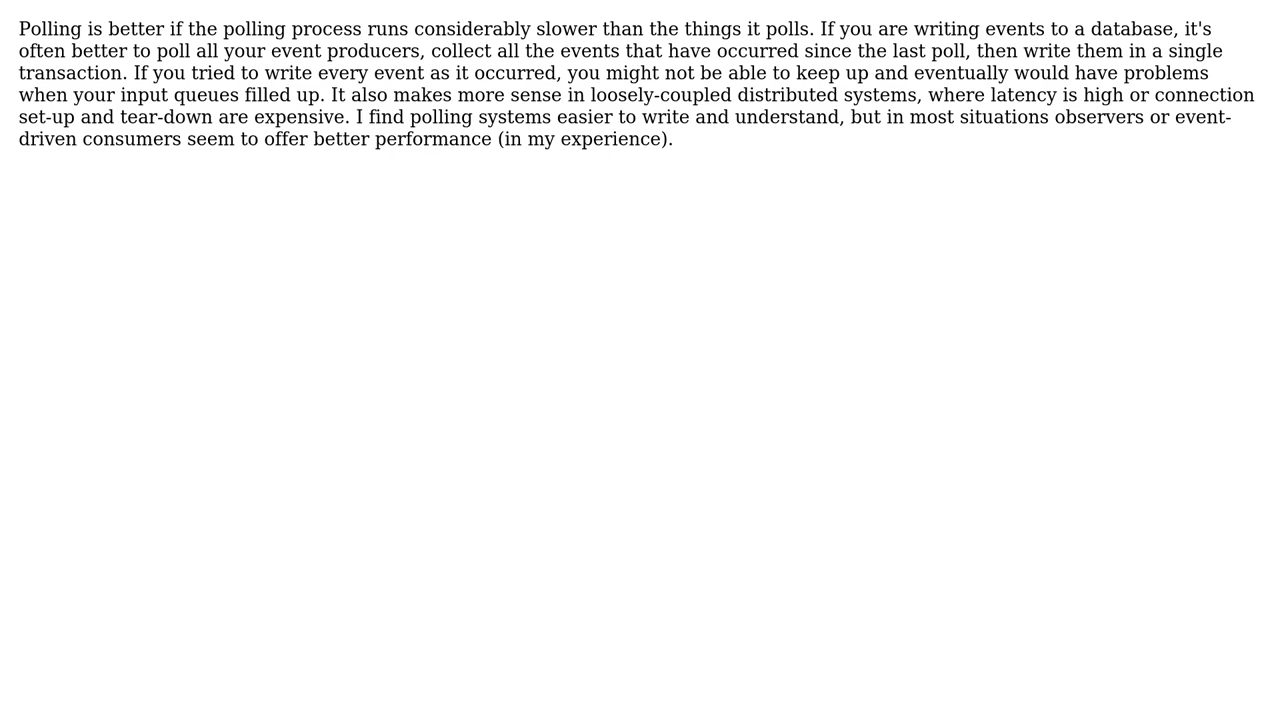 Polling is better if the polling process runs considerably slower than the things it polls. If you are writing events to a database, it's
often better to poll all your event producers, collect all the events that have occurred since the last poll, then write them in a single
transaction. If you tried to write every event as it occurred, you might not be able to keep up and eventually would have problems
when your input queues filled up. It also makes more sense in loosely-coupled distributed systems, where latency is high or connection
set-up and tear-down are expensive. I find polling systems easier to write and understand, but in most situations observers or event-
driven consumers seem to offer better performance (in my experience).